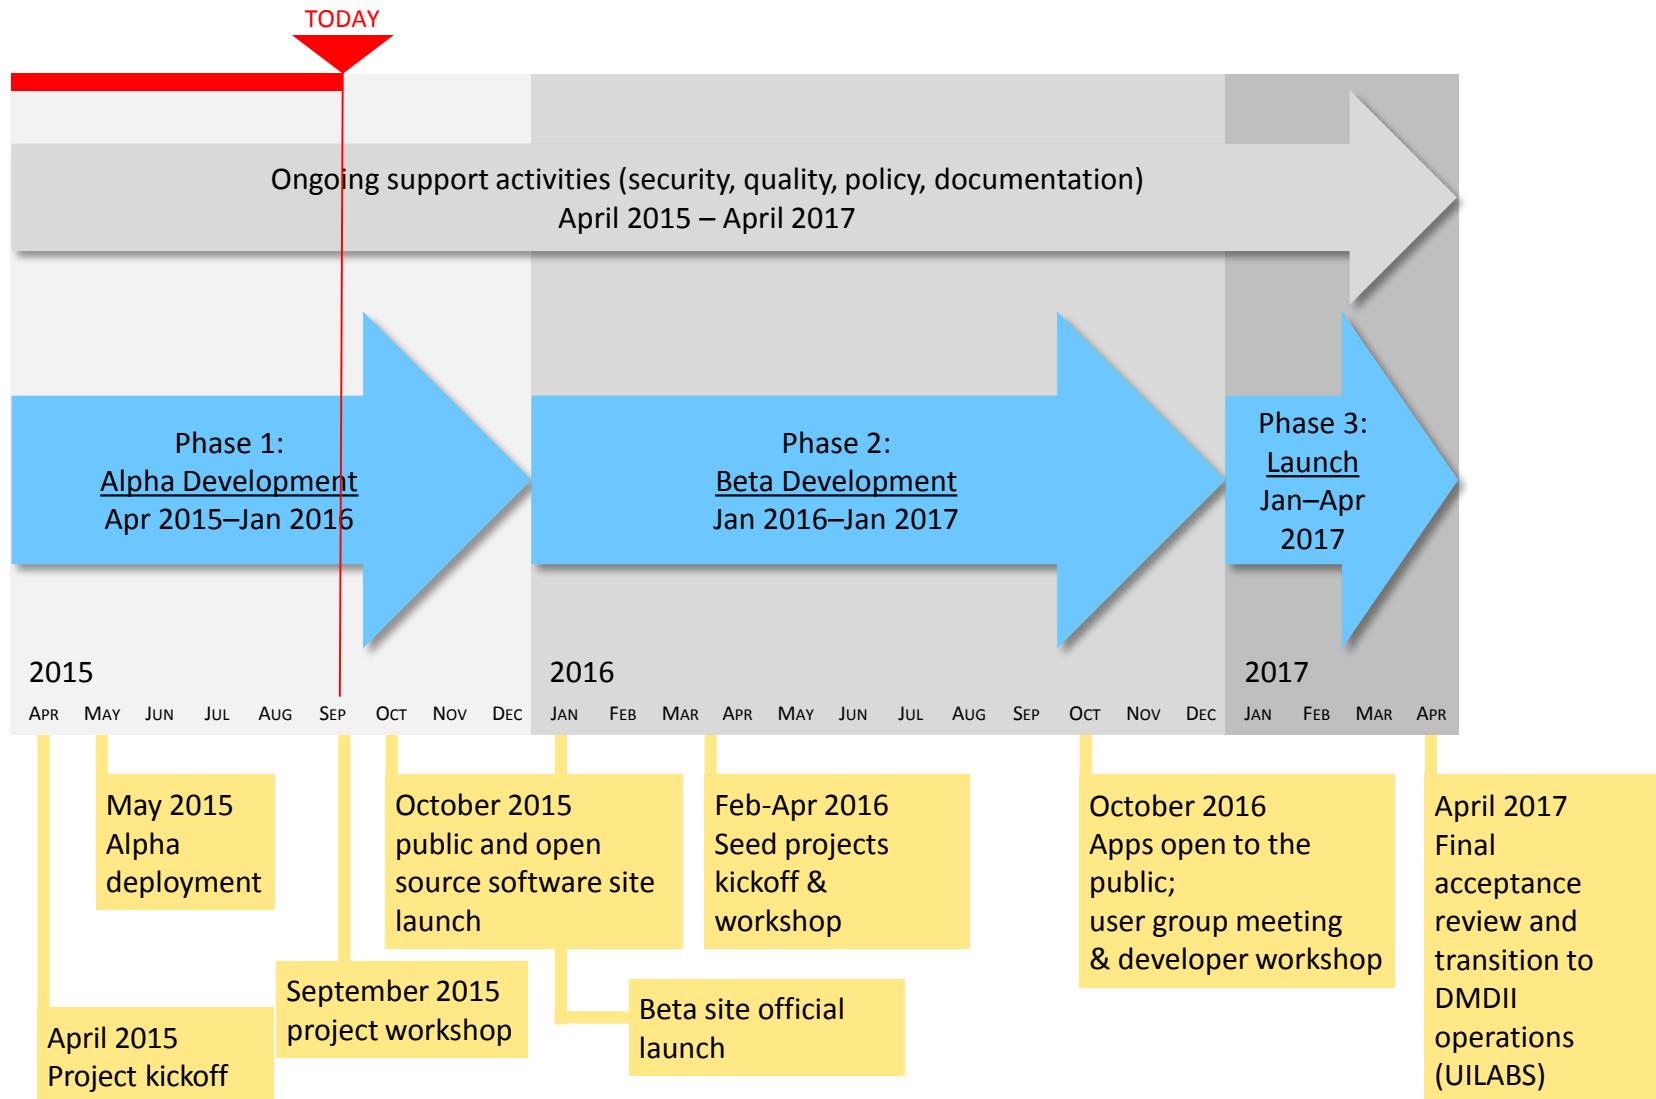 TODAY
Ongoing support activities (security, quality, policy, documentation)
April 2015 – April 2017
Phase 1:
Alpha Development
Apr 2015–Jan 2016
Phase 2:
Beta Development
Jan 2016–Jan 2017
Phase 3:
Launch
Jan–Apr
2017
2015
2016
2017
APR MAY JUN JUL AUG SEP OCT NOV DEC JAN FEB MAR APR MAY JUN JUL AUG SEP OCT NOV DEC JAN FEB MAR APR
May 2015
Alpha
deployment
October 2015
public and open
source software site
launch
Feb-Apr 2016
Seed projects
kickoff &
workshop
October 2016
Apps open to the
public;
user group meeting
& developer workshop
April 2017
Final
acceptance
review and
transition to
DMDII
operations
(UILABS)
September 2015
project workshop
Beta site official
launch
April 2015
Project kickoff